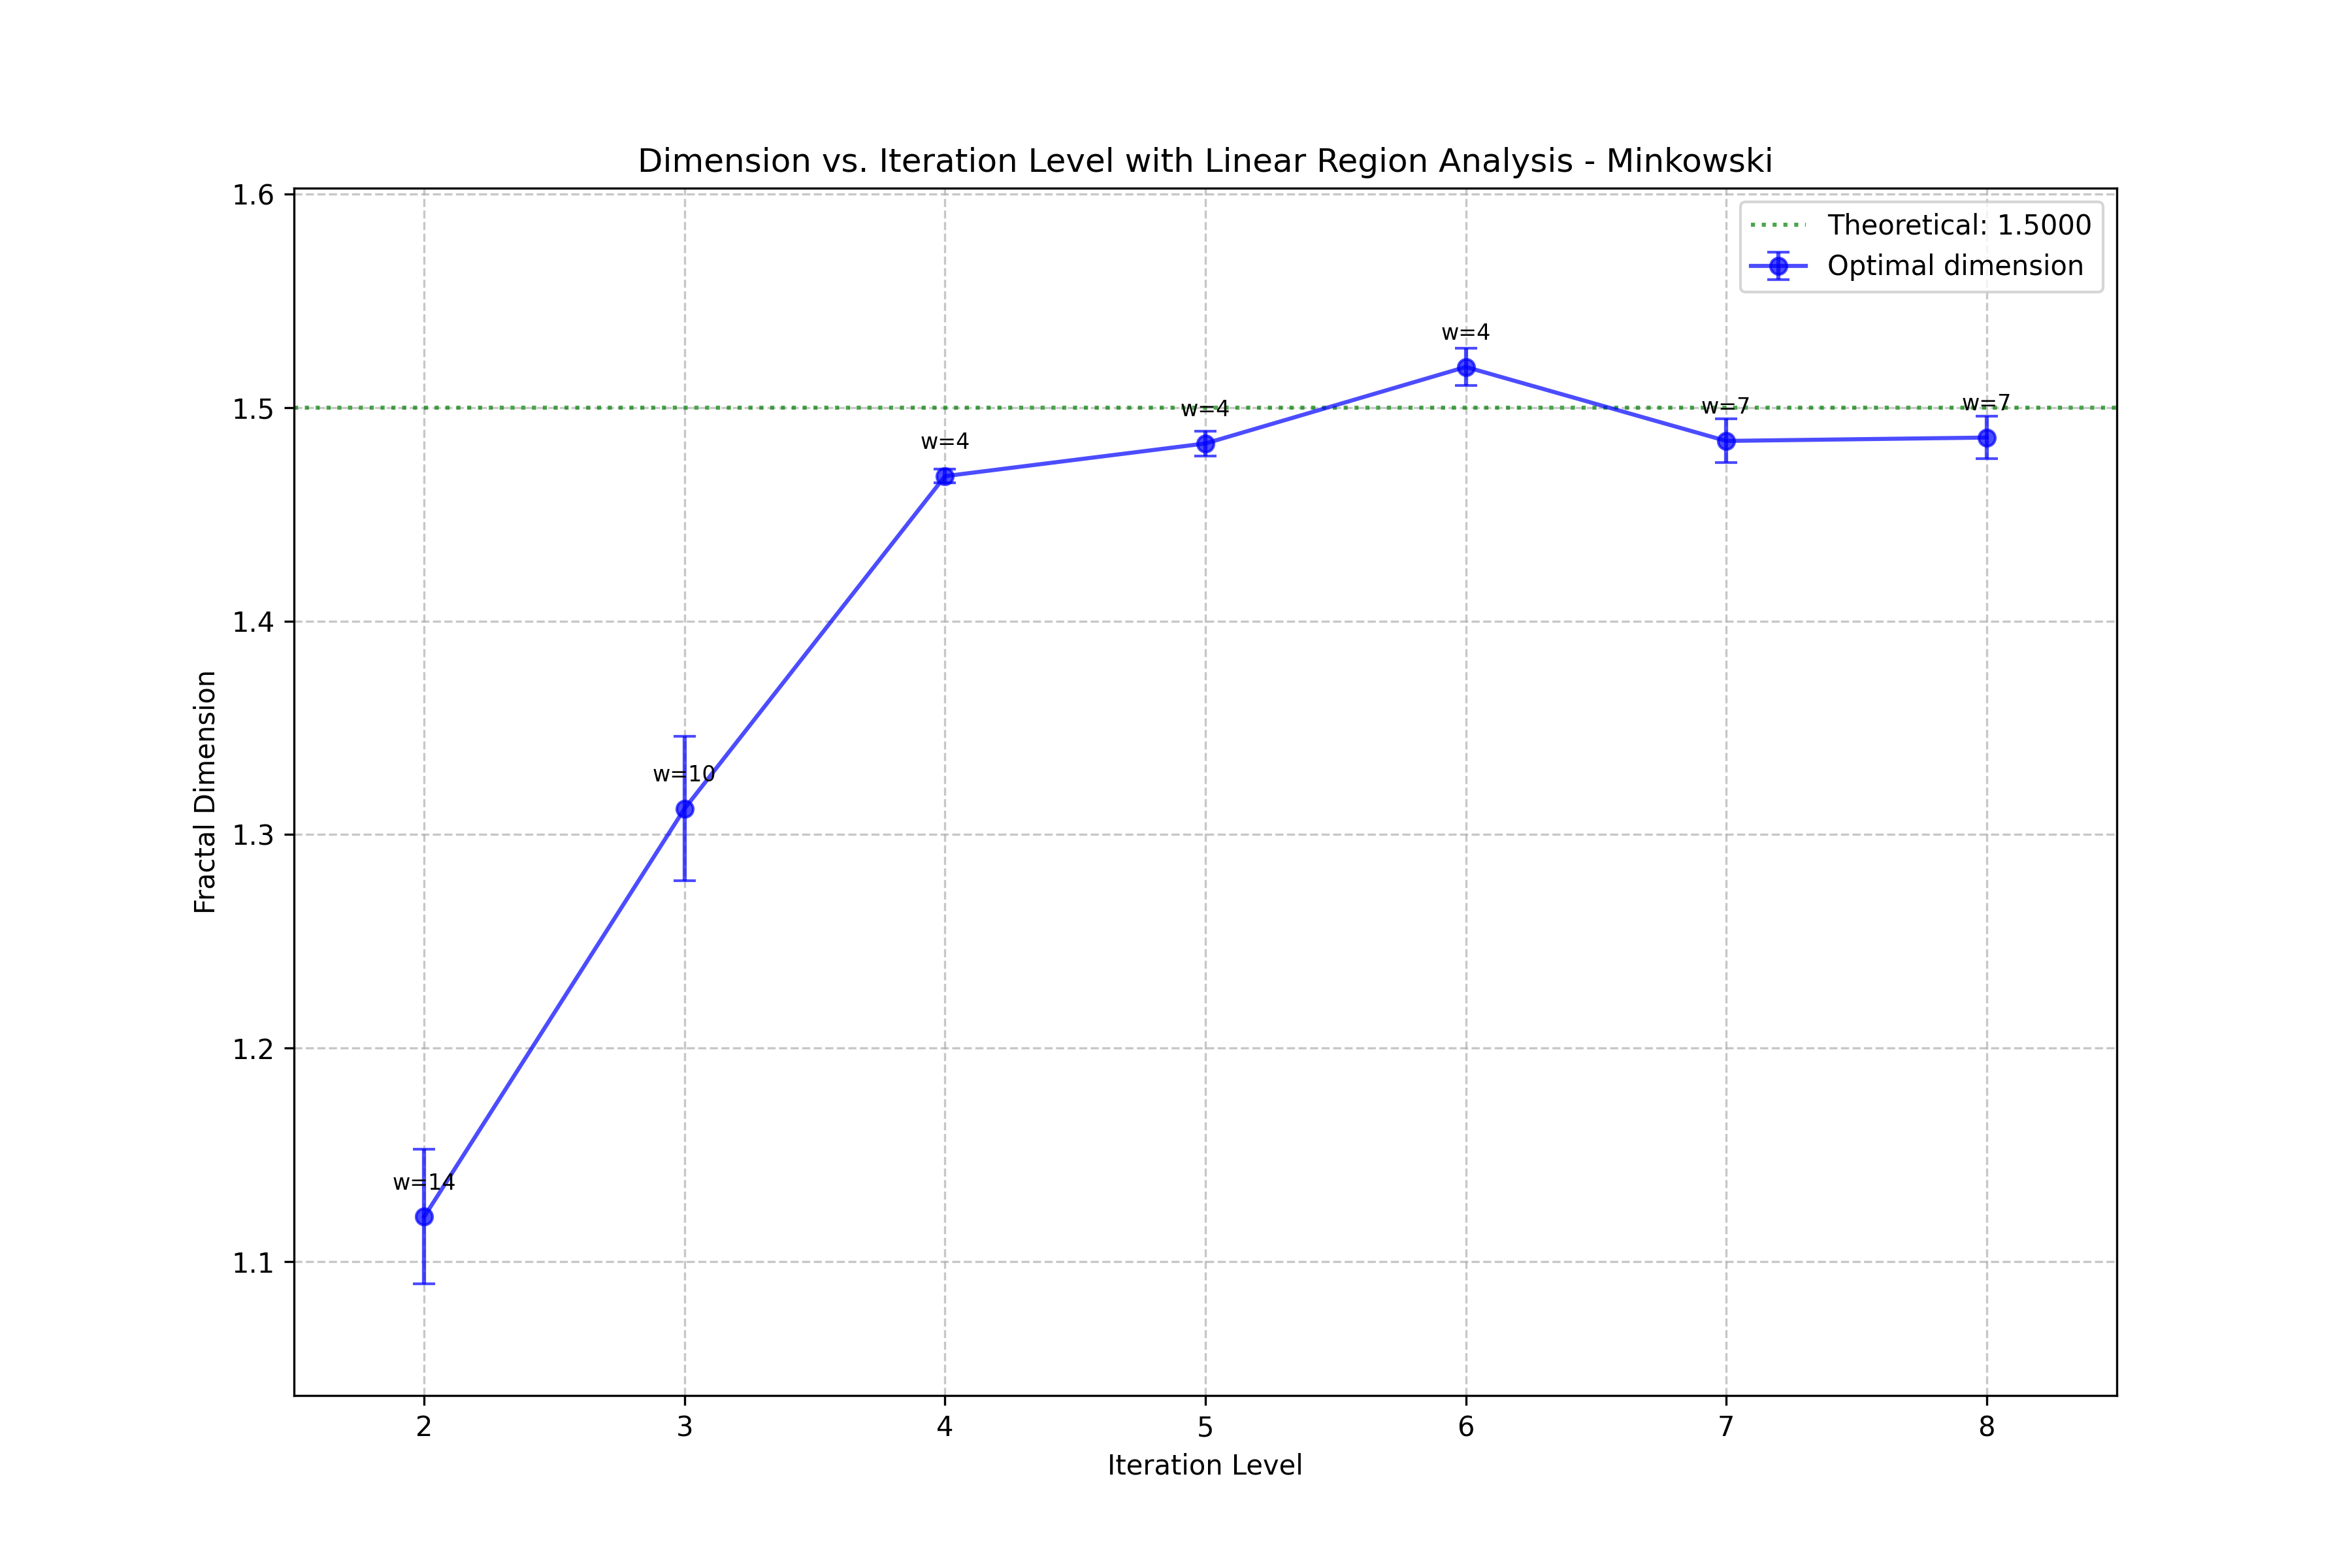 Dimension vs. Iteration Level with Linear Region Analysis - Minkowski
Theoretical: 1.5000
Optimal dimension
Fractal Dimension
1.6
1.5
1.4
1.3
1.2
1.1
w=14
w=10
w=4
w=4
w=4
w=7
w=7
2 3 4 5 6 7 8
Iteration Level